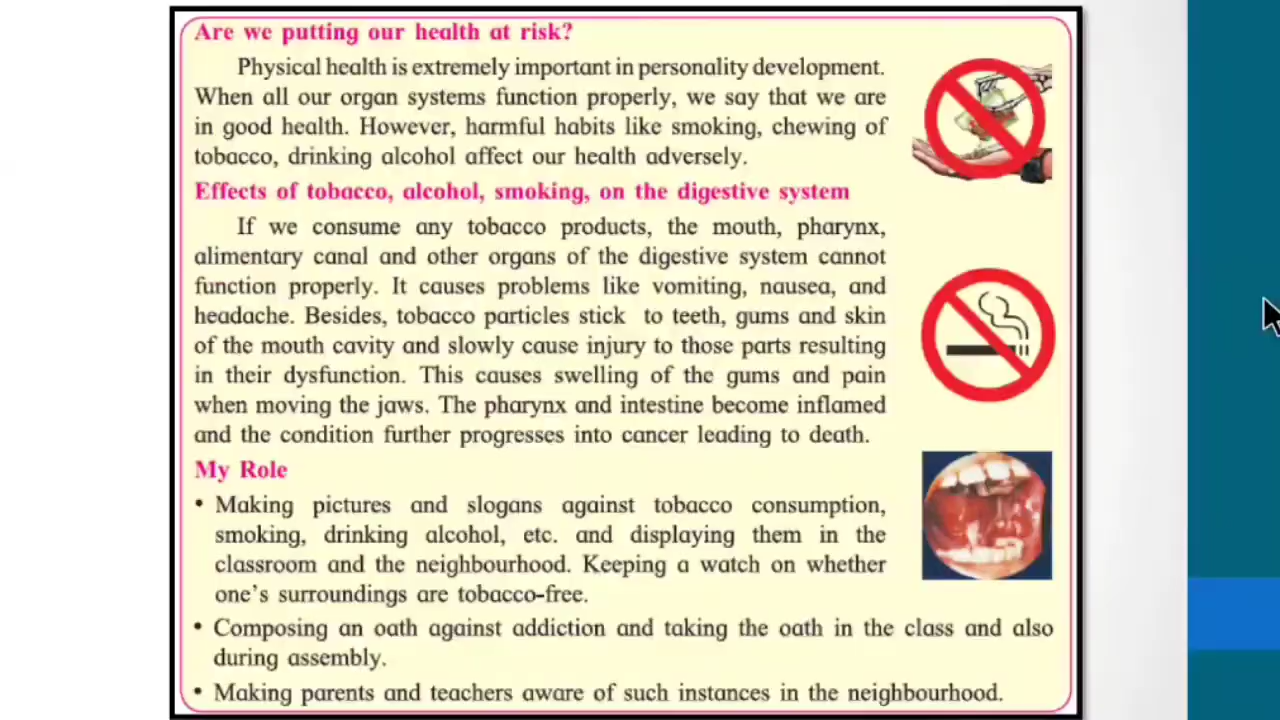 Are we putting our health at risk?
Physical health is extremely important in personality development.
When all our organ systems function properly, we say that we are
in good health. However, harmful habits like smoking, chewing of
tobacco, drinking alcohol affect our health adversely.
Effects of tobacco, alcohol, smoking, on the digestive system
If we consume any tobacco products, the mouth, pharynx,
alimentary canal and other organs of the digestive system cannot
function properly. It causes problems like vomiting, nausea, and
headache. Besides, tobacco particles stick to teeth, gums and skin
of the mouth cavity and slowly cause injury to those parts resulting
in their dysfunction. This causes swelling of the gums and pain
when moving the jaws. The pharynx and intestine become inflamed
and the condition further progresses into cancer leading to death.
My Role
• Making pictures and slogans against tobacco consumption,
smoking, drinking alcohol, etc. and displaying them in the
classroom and the neighbourhood. Keeping a watch on whether
one's surroundings are tobacco-free.
• Composing an oath against addiction and taking the oath in the class and also
during assembly.
• Making parents and teachers aware of such instances in the neighbourhood.